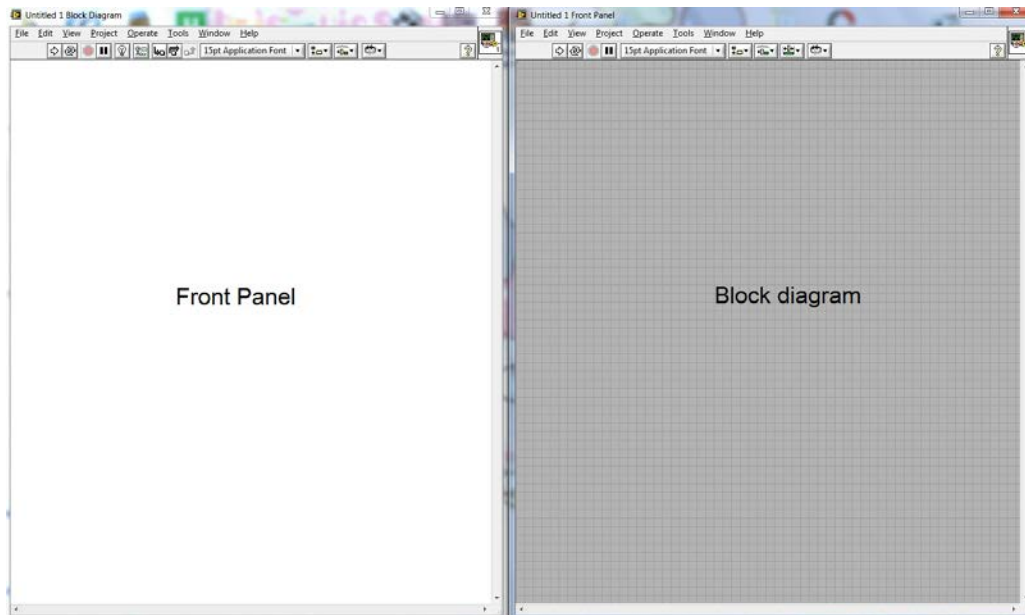 Untitled 1 Block Diagram
File Edit View Project Operate Tools Window Help
15pt Application Font
Front Panel
Untitled 1 Front Panel
File Edit View Project Operate Tools Window Help
15pt Application Font
Block diagram